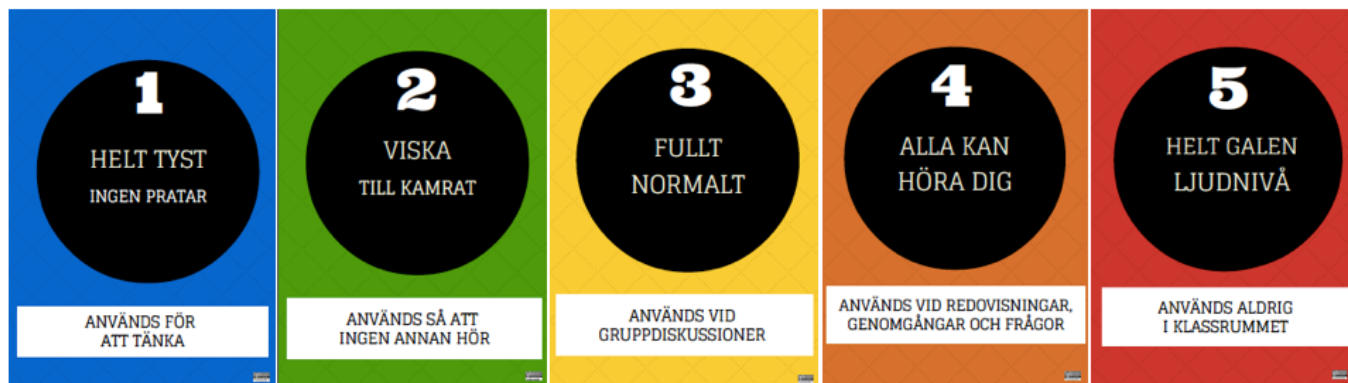 1
HELT TYST
INGEN PRATAR
ANVÄNDS FÖR
ATT TÄNKA
2
VISKA
TILL KAMRAT
ANVÄNDS SÅ ATT
INGEN ANNAN HÖR
3
FULLT
NORMALT
ANVÄNDS VID
GRUPPDISKUSSIONER
4
ALLA KAN
HÖRA DIG
ANVÄNDS VID REDOVISNINGAR,
GENOMGÅNGAR OCH FRÅGOR
5
HELT GALEN
LJUDNIVÅ
ANVÄNDS ALDRIG
I KLASSRUMMET